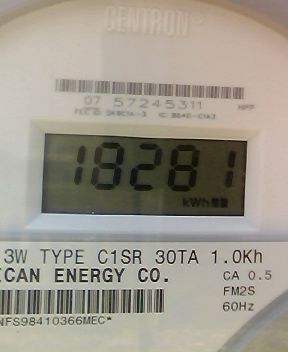 CENTRON®
07 57245311
18281
kWh
3W TYPE C1SR 30TA 1.0Kh
ICAN ENERGY CO.
CA 0.5
FM2S
60Hz
NFS98410366MEC*